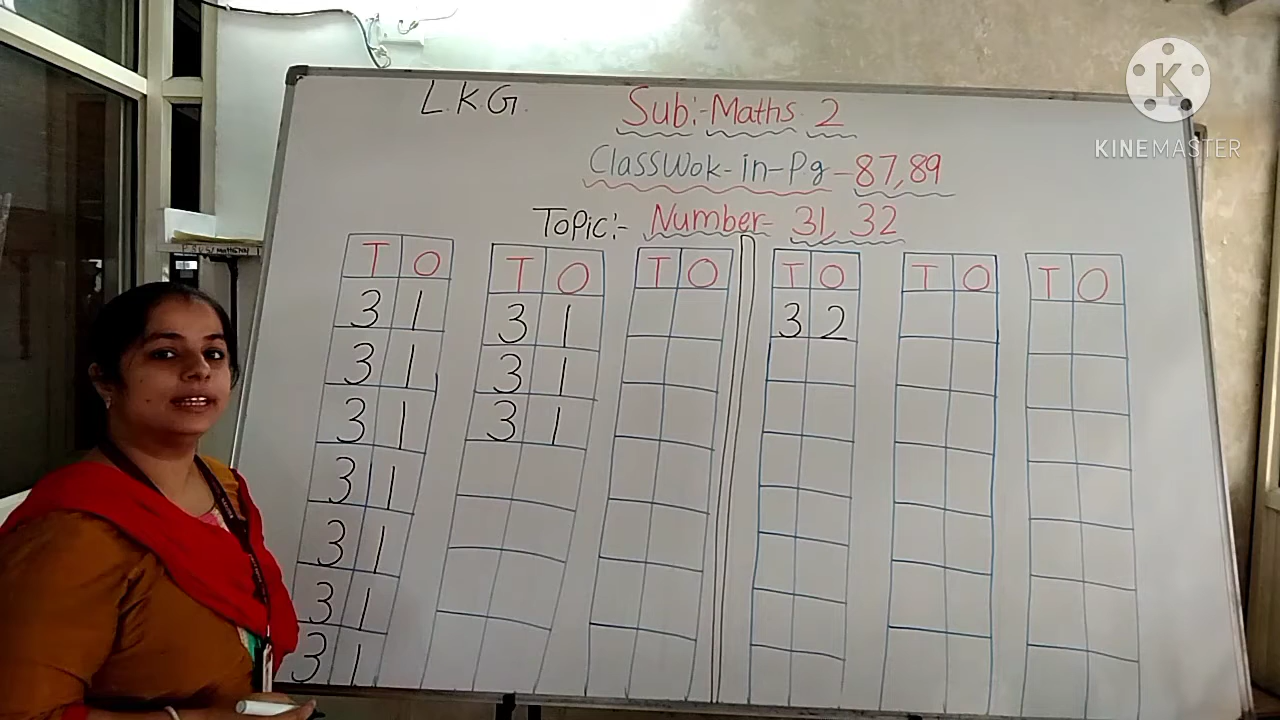 K
KINEMASTER
L.K.G.
Sub:-Maths 2
ClassWok-in-Pg-87,89
Topic:- Number- 31, 32
T O T O T O T O T O T O
3 1 3 1 3 2
3 1 3 1
3 1 3 1
3 1
3 1
3 1
3 1